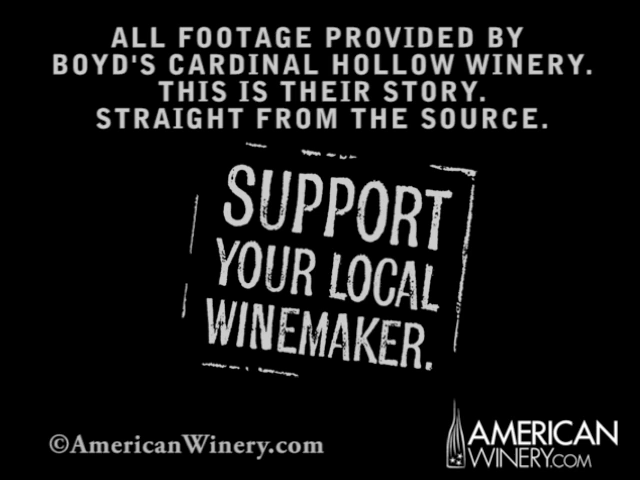 ALL FOOTAGE PROVIDED BY
BOYD'S CARDINAL HOLLOW WINERY.
THIS IS THEIR STORY.
STRAIGHT FROM THE SOURCE.
SUPPORT
YOUR LOCAL
WINEMAKER.
©AmericanWinery.com
AMERICAN
WINERY.COM